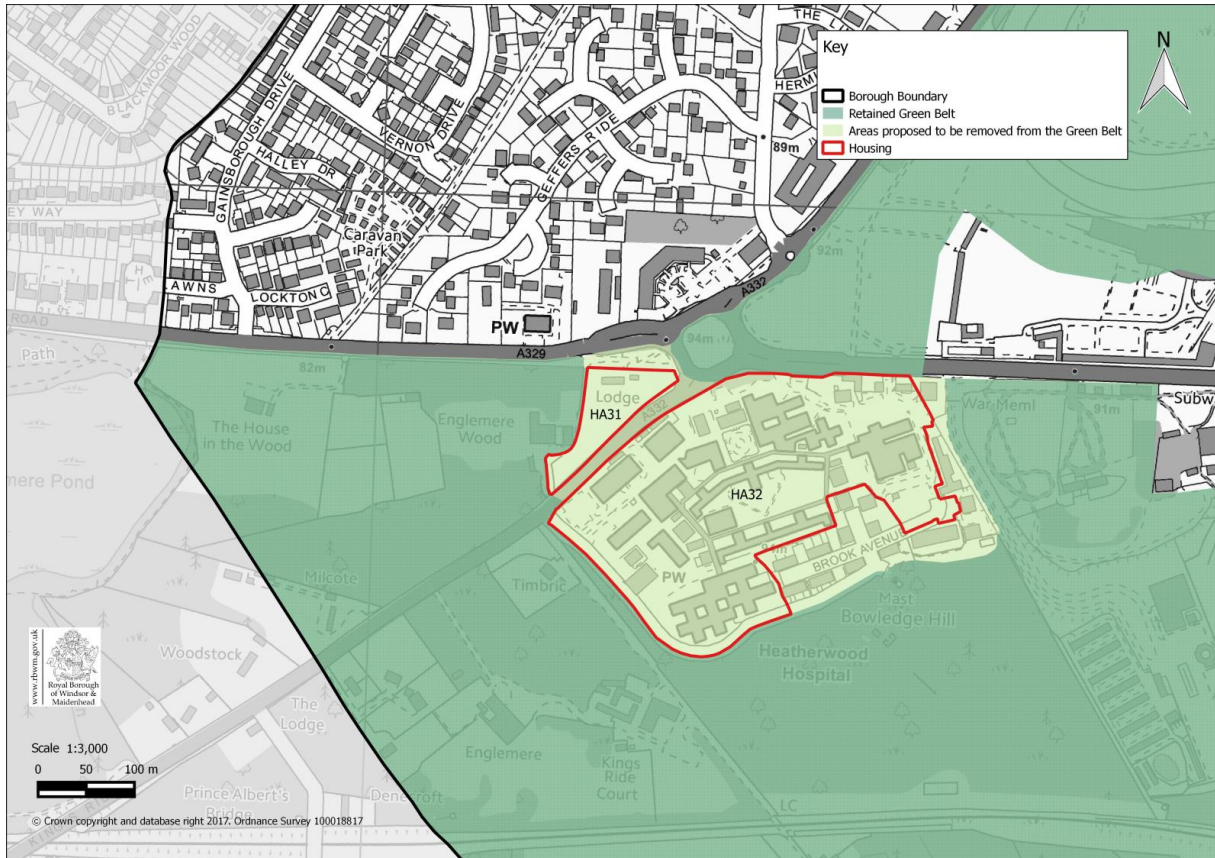 BLACKMOOR WOOD
GAINSBOROUGH DRIVE
VERNON DRIVE
HALLEY DR
EY WAY
Caravan
Park
LAWNS
LOCKTON C
GEFFERS RIDE
THE L
HERMI
89m
Key
Borough Boundary
Retained Green Belt
Areas proposed to be removed from the Green Belt
Housing
N
92m
ROAD
PW
A332
A329
94m
Path
82m
Lodge
HA31
A332
The House
in the Wood
Englemere
Wood
War Meml
91m
Subw
mere Pond
HA32
BROOK AVENUE
Milcote
Timbric
PW
Mast
Bowledge Hill
Heatherwood
Hospital
Woodstock
www.rbwm.gov.uk
Royal Borough
of Windsor &
Maidenhead
The
Lodge
Englemere
Kings
Ride
Court
Scale 1:3,000
0 50 100 m
Prince Albert's
Bridge
Denecroft
LC
© Crown copyright and database right 2017. Ordnance Survey 100018817